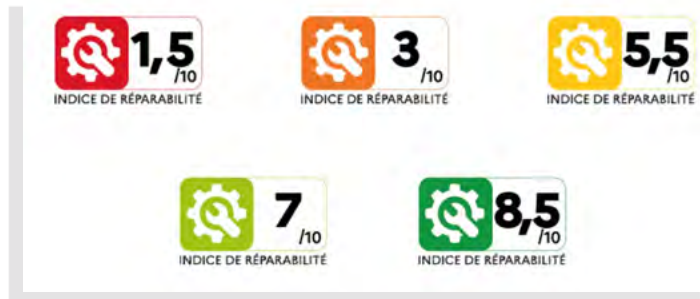 1,5
/10
INDICE DE RÉPARABILITÉ
3
/10
INDICE DE RÉPARABILITÉ
5,5
/10
INDICE DE RÉPARABILITÉ
7
/10
INDICE DE RÉPARABILITÉ
8,5
/10
INDICE DE RÉPARABILITÉ